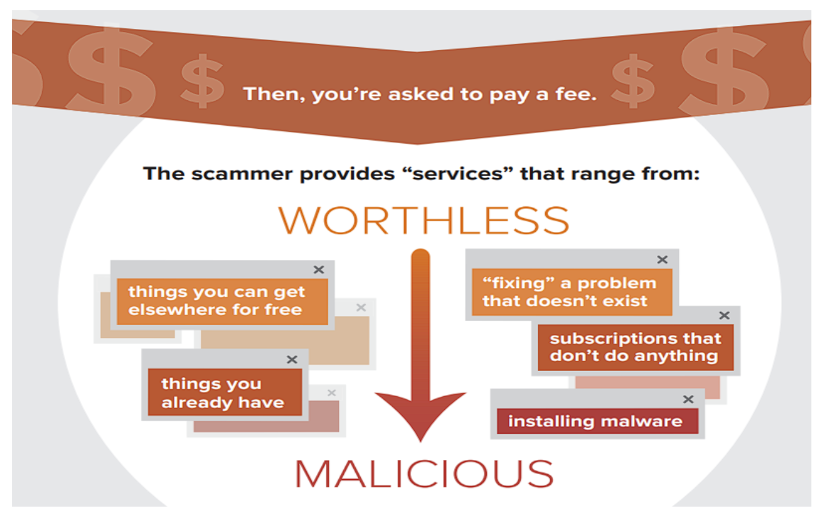 $ $ $ Then, you’re asked to pay a fee. $ $ $
The scammer provides “services” that range from:
WORTHLESS
things you can get
elsewhere for free
“fixing” a problem
that doesn’t exist
subscriptions that
don’t do anything
things you
already have
installing malware
MALICIOUS